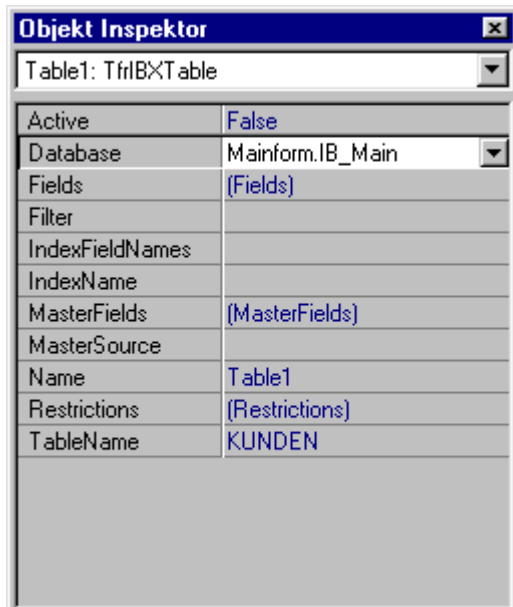 Objekt Inspektor
Table1: TfrIBXTable
Active False
Database Mainform.IB_Main
Fields (Fields)
Filter
IndexFieldNames
IndexName
MasterFields (MasterFields)
MasterSource
Name Table1
Restrictions (Restrictions)
TableName KUNDEN